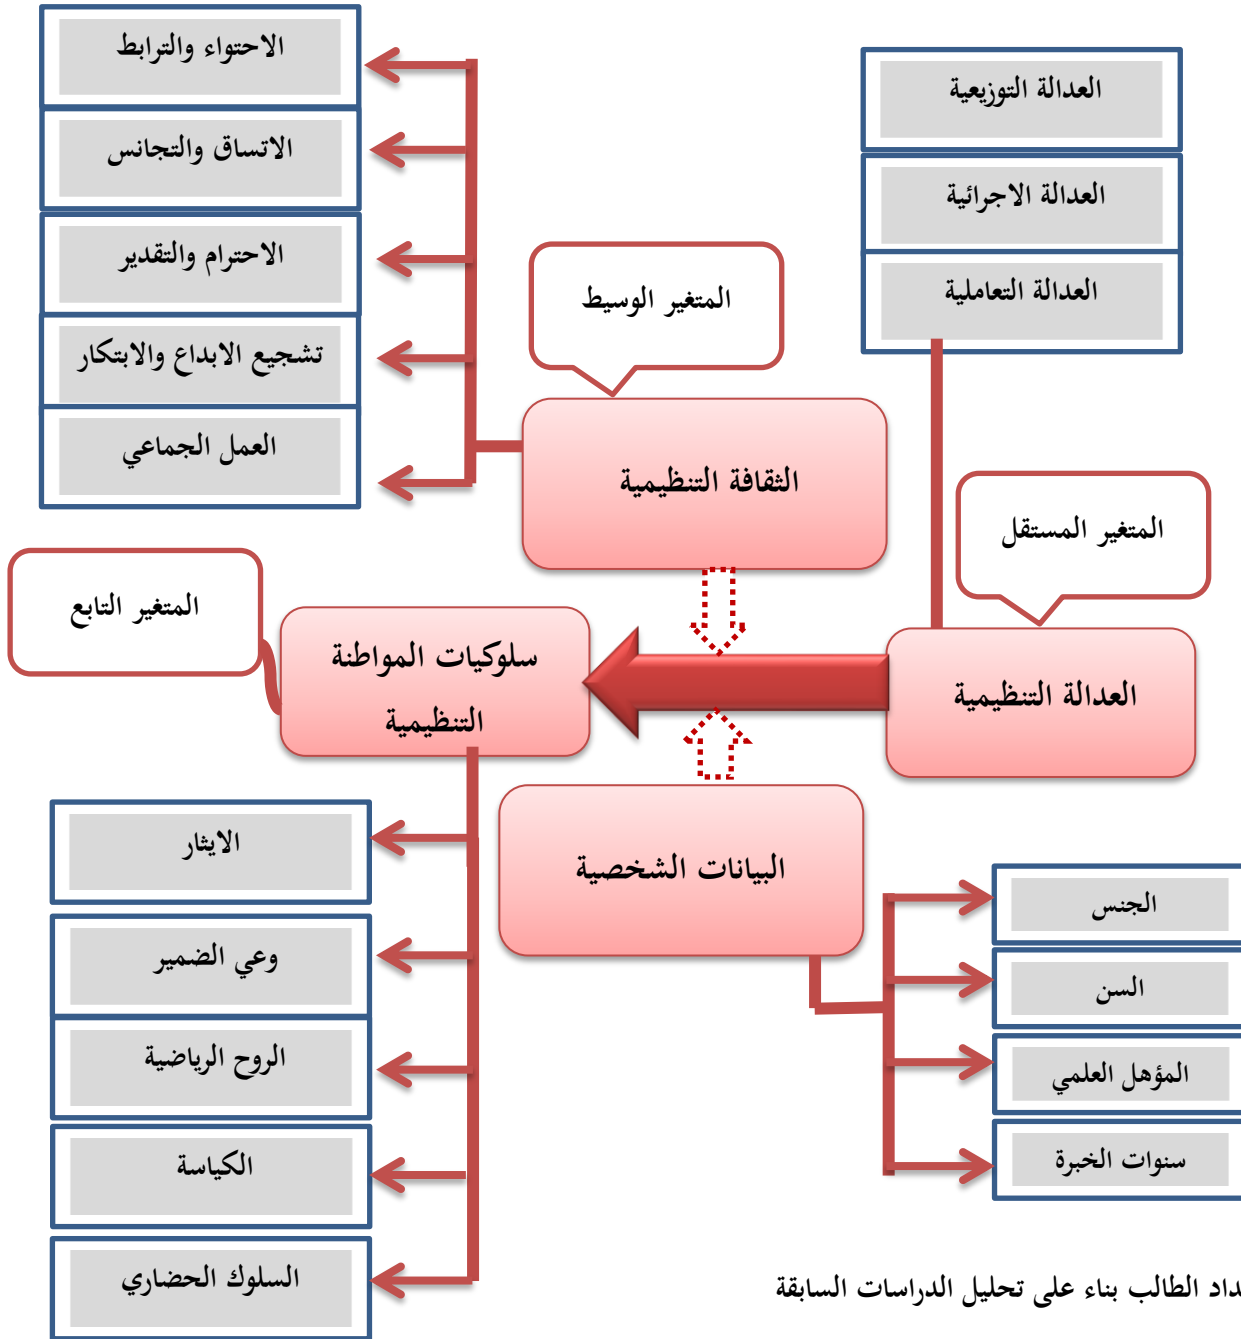 العدالة التوزيعية
العدالة الاجرائية
العدالة التعاملية
الاحتواء والترابط
الاتساق والتجانس
الاحترام والتقدير
تشجيع الابداع والابتكار
العمل الجماعي
المتغير الوسيط
الثقافة التنظيمية
المتغير المستقل
العدالة التنظيمية
المتغير التابع
سلوكيات المواطنة
التنظيمية
البيانات الشخصية
الجنس
السن
المؤهل العلمي
سنوات الخبرة
الايثار
وعي الضمير
الروح الرياضية
الكياسة
السلوك الحضاري
الطالب بناء على تحليل الدراسات السابقة